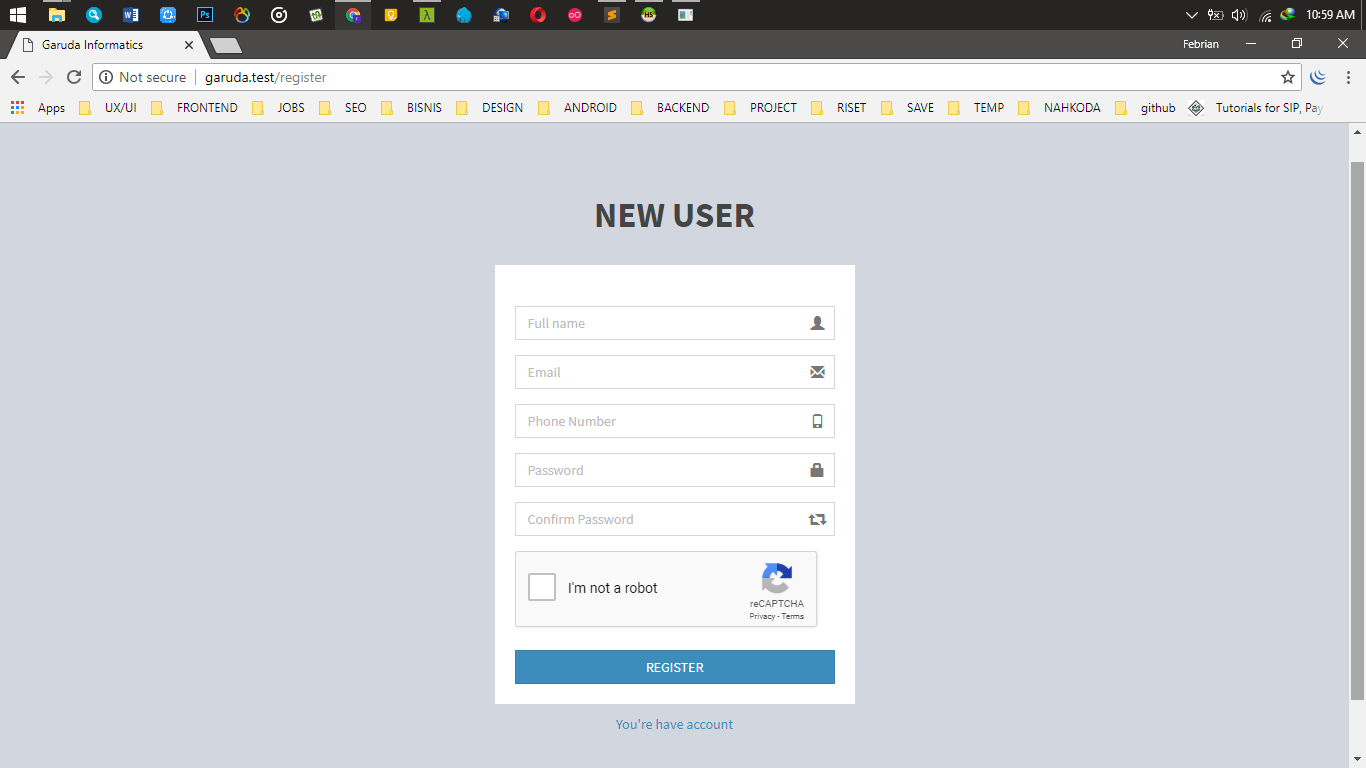 10:59 AM
Garuda Informatics
Febrian
Not secure garuda.test/register
Apps UX/UI FRONTEND JOBS SEO BISNIS DESIGN ANDROID BACKEND PROJECT RISET SAVE TEMP NAHKODA github Tutorials for SIP, Pay
NEW USER
Full name
Email
Phone Number
Password
Confirm Password
I'm not a robot
reCAPTCHA
Privacy - Terms
REGISTER
You're have account